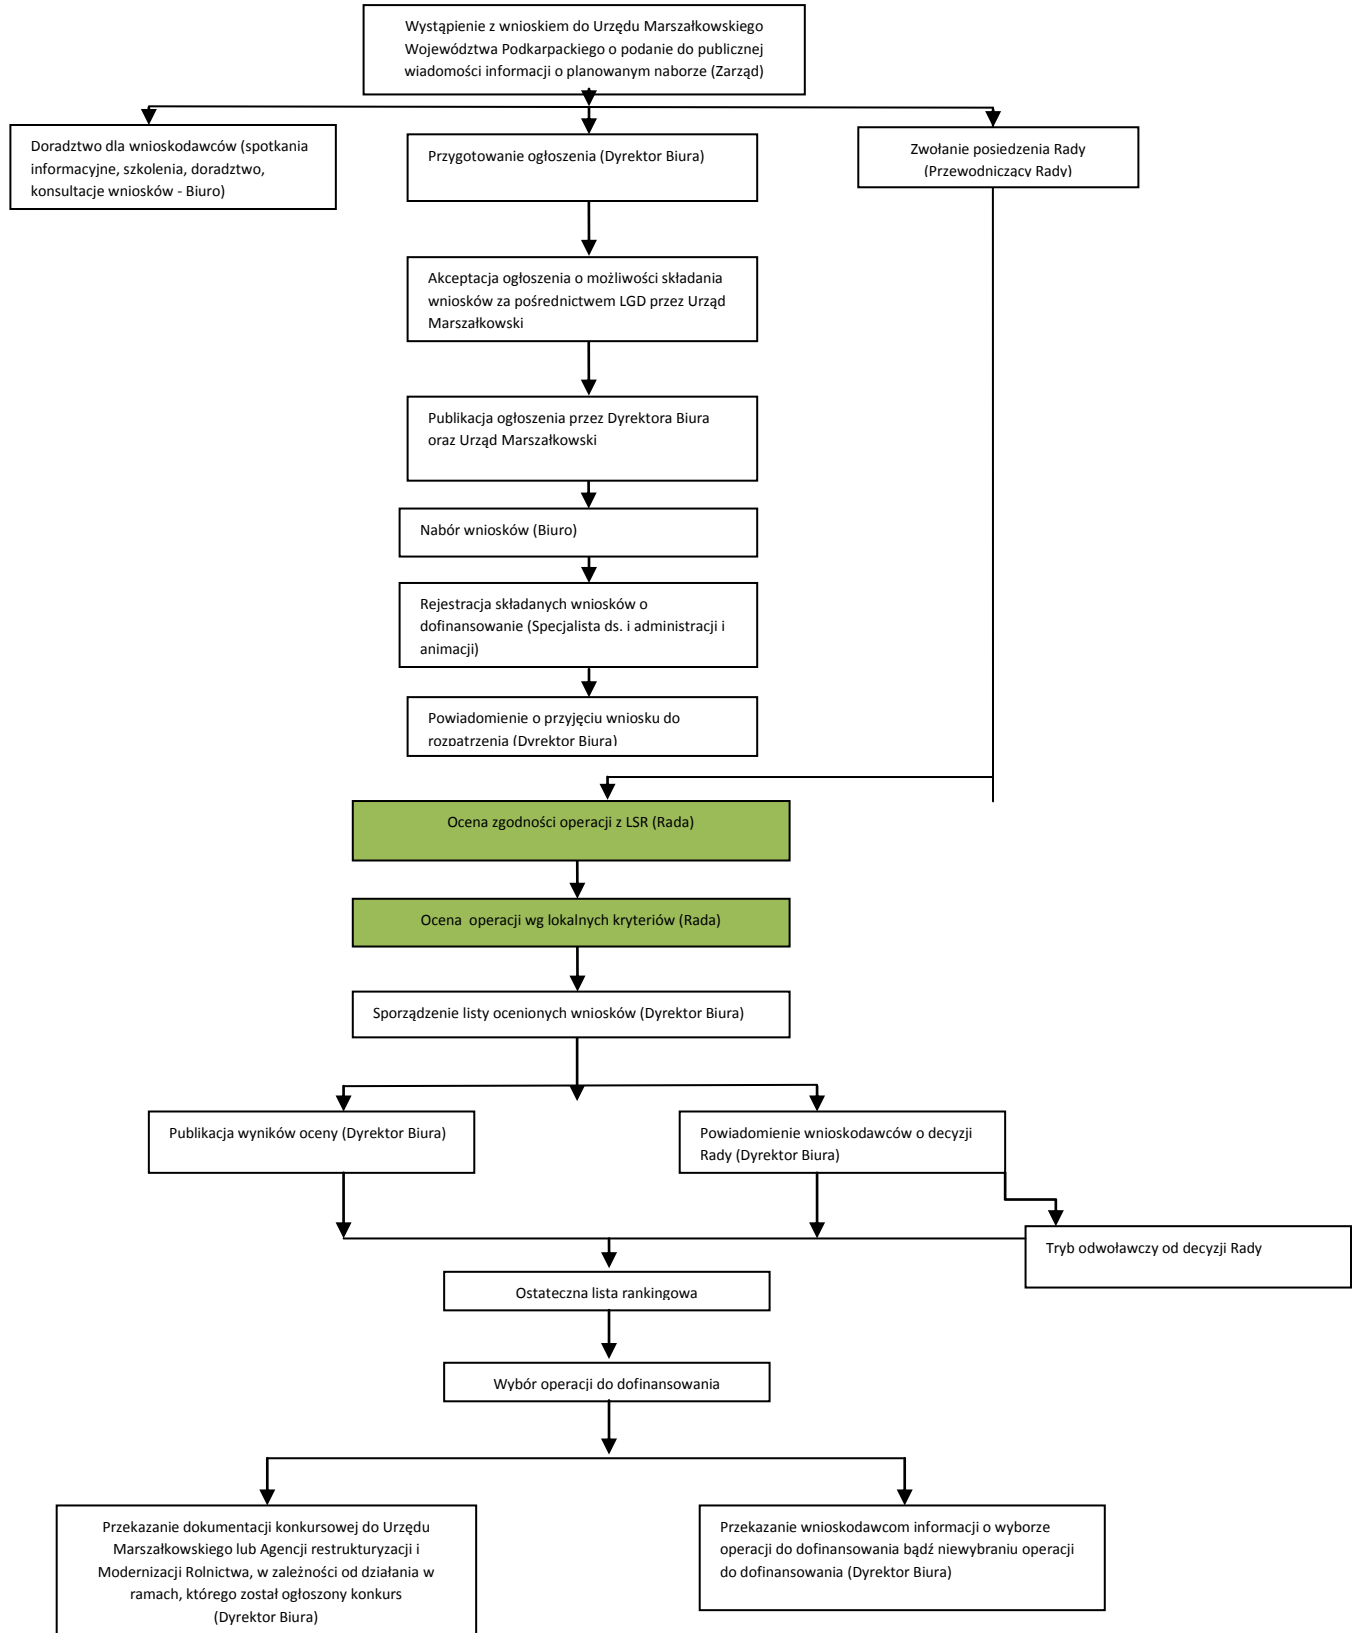 Wystąpienie z wnioskiem do Urzędu Marszałkowskiego
Województwa Podkarpackiego o podanie do publicznej
wiadomości informacji o planowanym naborze (Zarząd)
Doradztwo dla wnioskodawców (spotkania
informacyjne, szkolenia, doradztwo,
konsultacje wniosków - Biuro)
Przygotowanie ogłoszenia (Dyrektor Biura)
Zwołanie posiedzenia Rady
(Przewodniczący Rady)
Akceptacja ogłoszenia o możliwości składania
wniosków za pośrednictwem LGD przez Urząd
Marszałkowski
Publikacja ogłoszenia przez Dyrektora Biura
oraz Urząd Marszałkowski
Nabór wniosków (Biuro)
Rejestracja składanych wniosków o
dofinansowanie (Specjalista ds. i administracji i
animacji)
Powiadomienie o przyjęciu wniosku do
rozpatrzenia (Dyrektor Biura)
Ocena zgodności operacji z LSR (Rada)
Ocena operacji wg lokalnych kryteriów (Rada)
Sporządzenie listy ocenionych wniosków (Dyrektor Biura)
Publikacja wyników oceny (Dyrektor Biura)
Powiadomienie wnioskodawców o decyzji
Rady (Dyrektor Biura)
Tryb odwoławczy od decyzji Rady
Ostateczna lista rankingowa
Wybór operacji do dofinansowania
Przekazanie dokumentacji konkursowej do Urzędu
Marszałkowskiego lub Agencji restrukturyzacji i
Modernizacji Rolnictwa, w zależności od działania w
ramach, którego został ogłoszony konkurs
(Dyrektor Biura)
Przekazanie wnioskodawcom informacji o wyborze
operacji do dofinansowania bądź niewybraniu operacji
do dofinansowania (Dyrektor Biura)